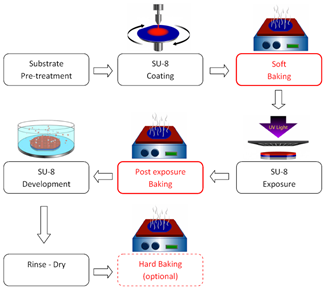 Substrate
Pre-treatment
SU-8
Coating
Soft
Baking
UV Light
SU-8
Exposure
Post exposure
Baking
SU-8
Development
Rinse - Dry
Hard Baking
(optional)